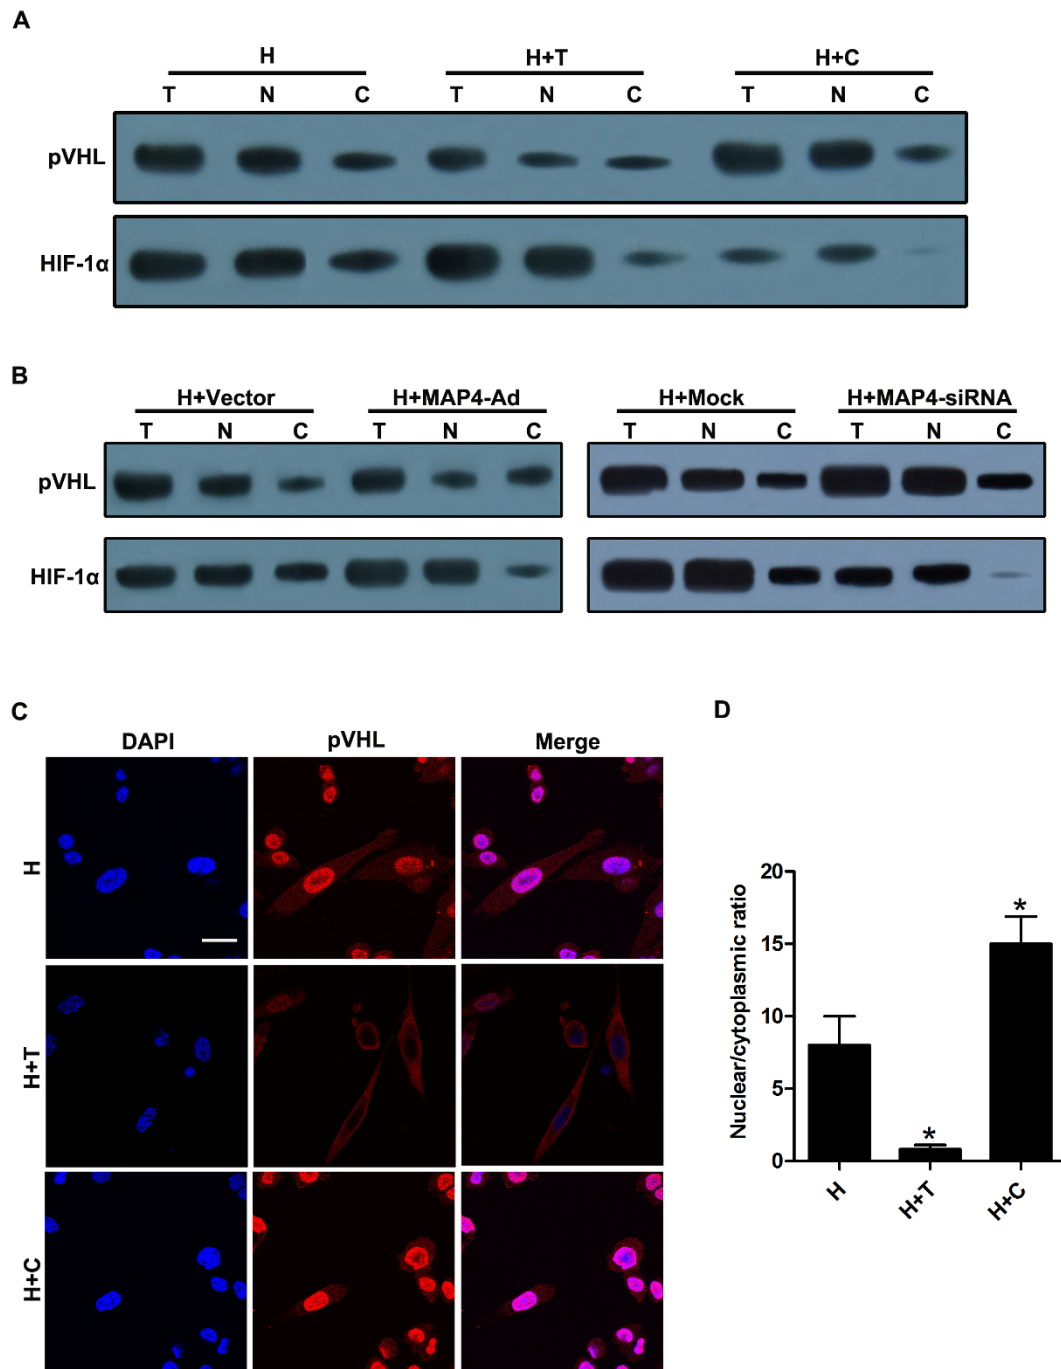 A
H H+T H+C
T N C T N C T N C
pVHL
HIF-1α
B
H+Vector H+MAP4-Ad H+Mock H+MAP4-siRNA
T N C T N C T N C T N C
pVHL
HIF-1α
C
DAPI pVHL Merge
H
H+T
H+C
D
Nuclear/cytoplasmic ratio
20
15
10
5
0
*
*
H H+T H+C